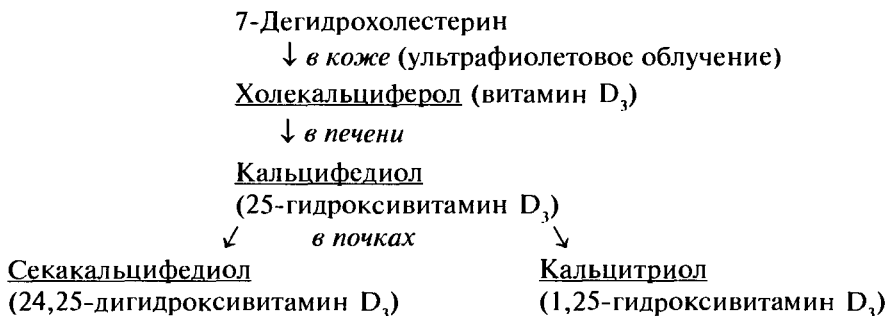 7-Дегидрохолестерин
↓ в коже (ультрафиолетовое облучение)
Холекальциферол (витамин D₃)
↓ в печени
Кальцифедиол
(25-гидроксивитамин D₃)
↙ в почках ↘
Секакальцифедиол Кальцитриол
(24,25-дигидроксивитамин D₃) (1,25-гидроксивитамин D₃)